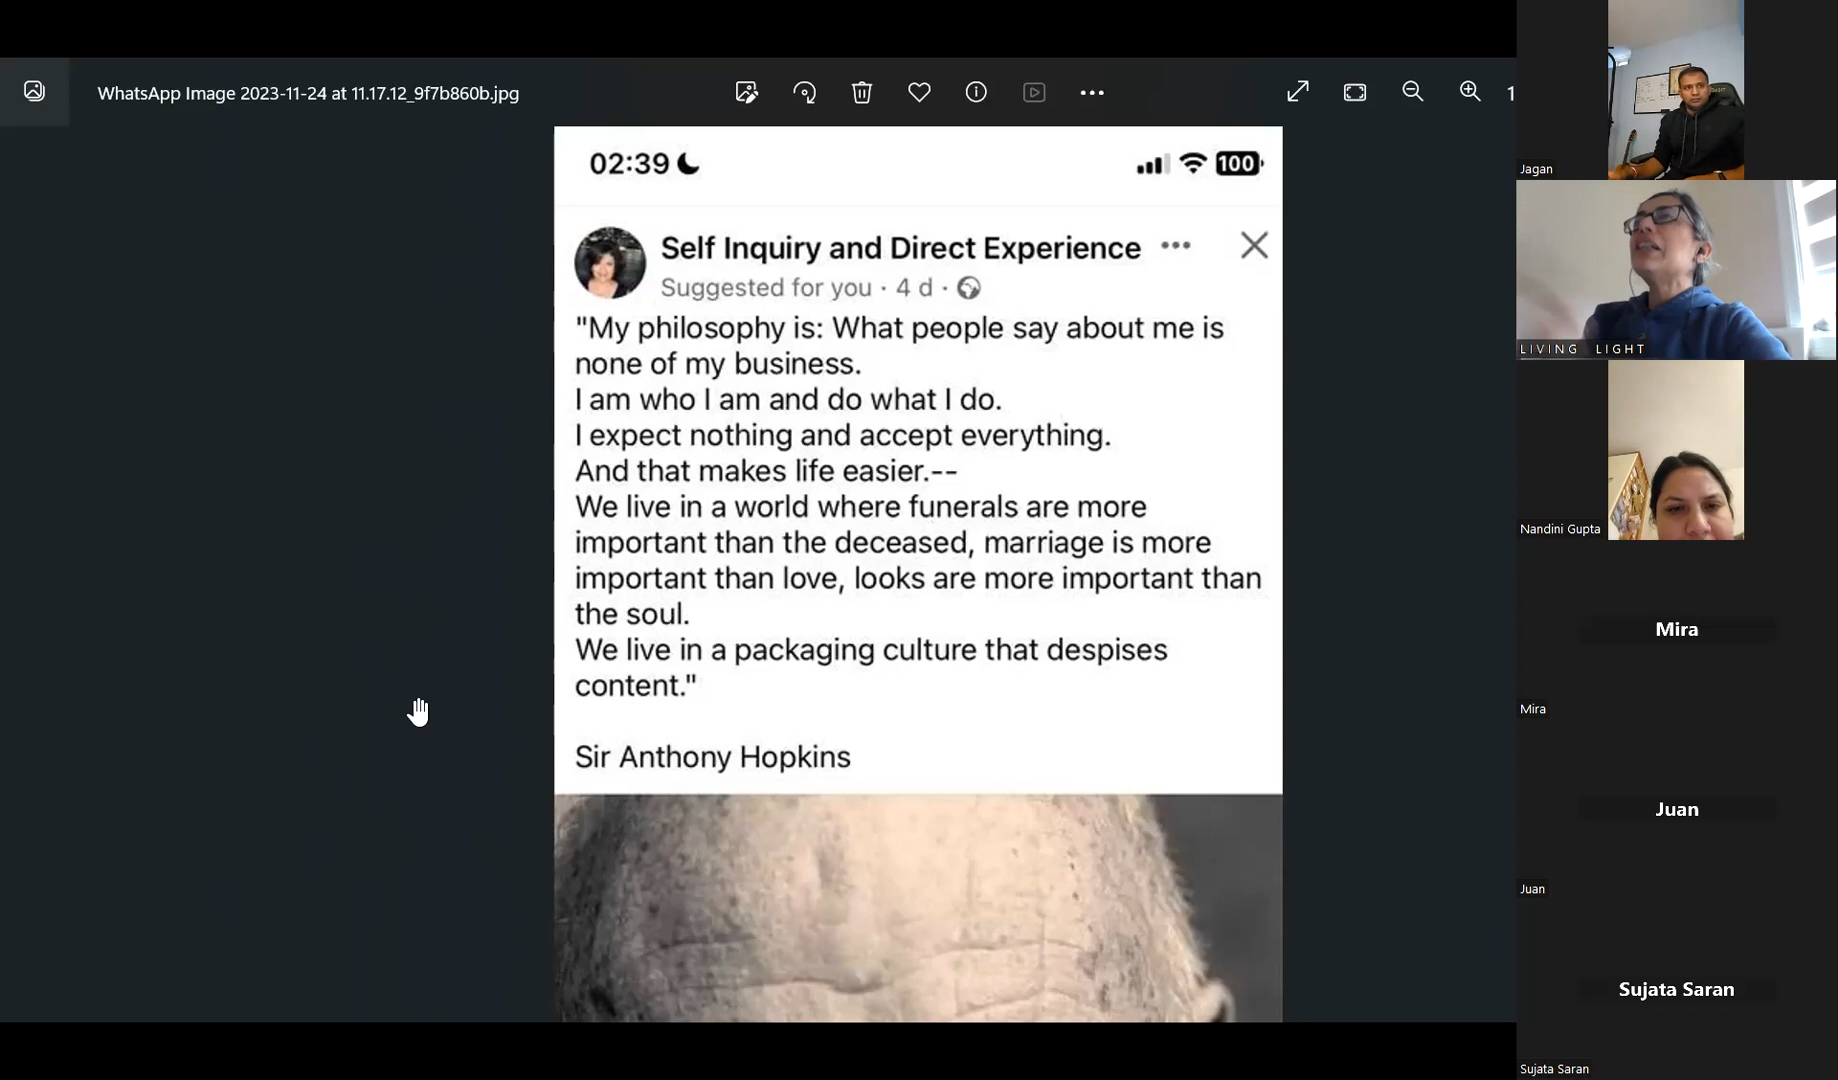 WhatsApp Image 2023-11-24 at 11.17.12_9f7b860b.jpg
1
02:39
100
Self Inquiry and Direct Experience
Suggested for you · 4 d ·
"My philosophy is: What people say about me is
none of my business.
I am who I am and do what I do.
I expect nothing and accept everything.
And that makes life easier.--
We live in a world where funerals are more
important than the deceased, marriage is more
important than love, looks are more important than
the soul.
We live in a packaging culture that despises
content."
Sir Anthony Hopkins
Jagan
LIVING LIGHT
Nandini Gupta
Mira
Mira
Juan
Juan
Sujata Saran
Sujata Saran